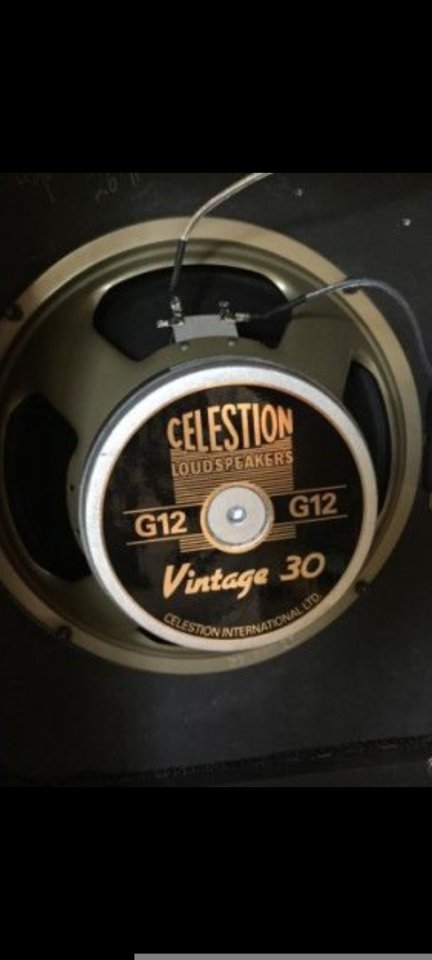 CELESTION
LOUDSPEAKERS
G12 G12
Vintage 30
CELESTION INTERNATIONAL LTD.